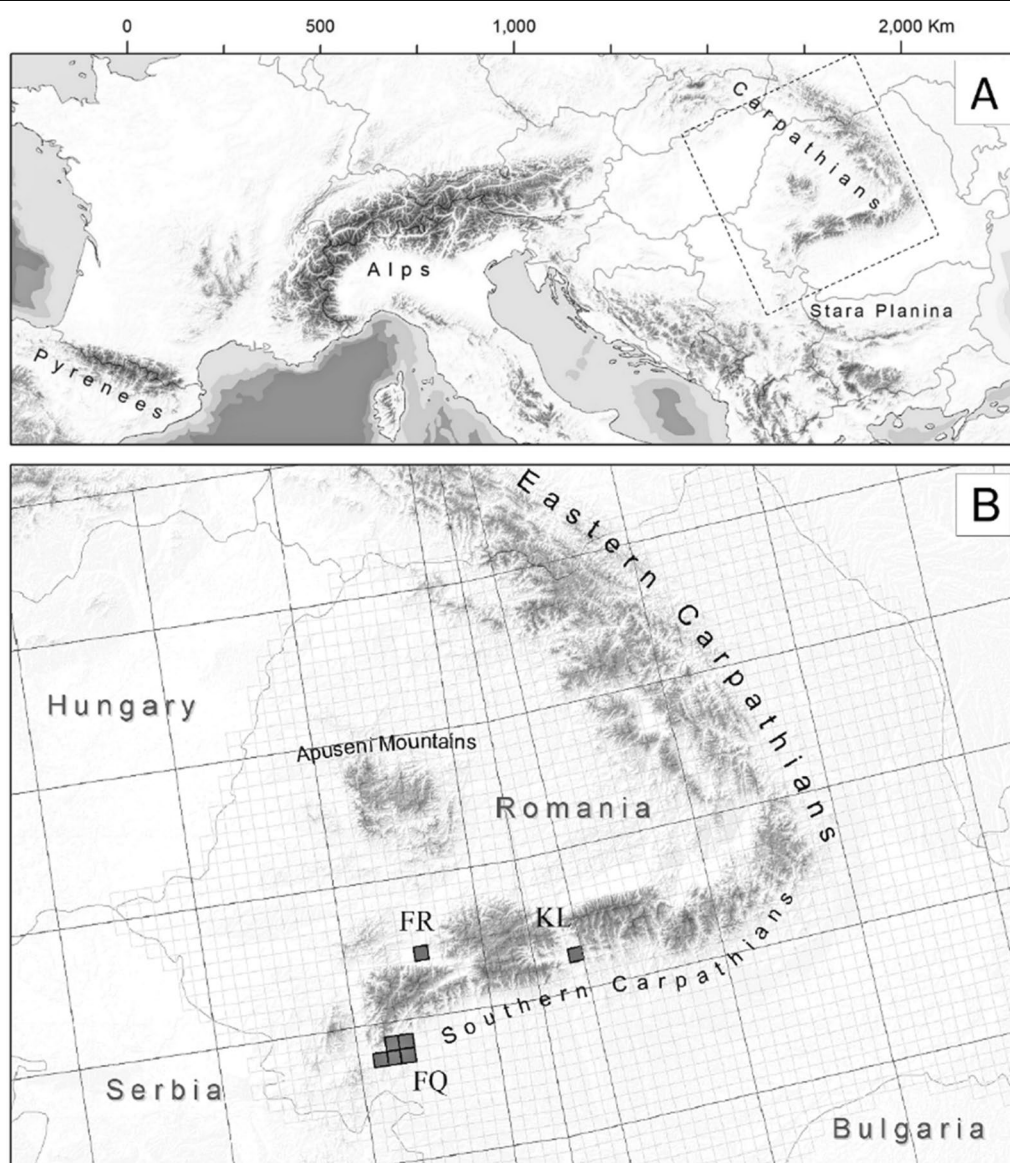 0 500 1,000 2,000 Km
A
Carpathians
Alps
Stara Planina
Pyrenees
B
Eastern Carpathians
Hungary
Apuseni Mountains
Romania
FR KL
Southern Carpathians
FQ
Serbia
Bulgaria